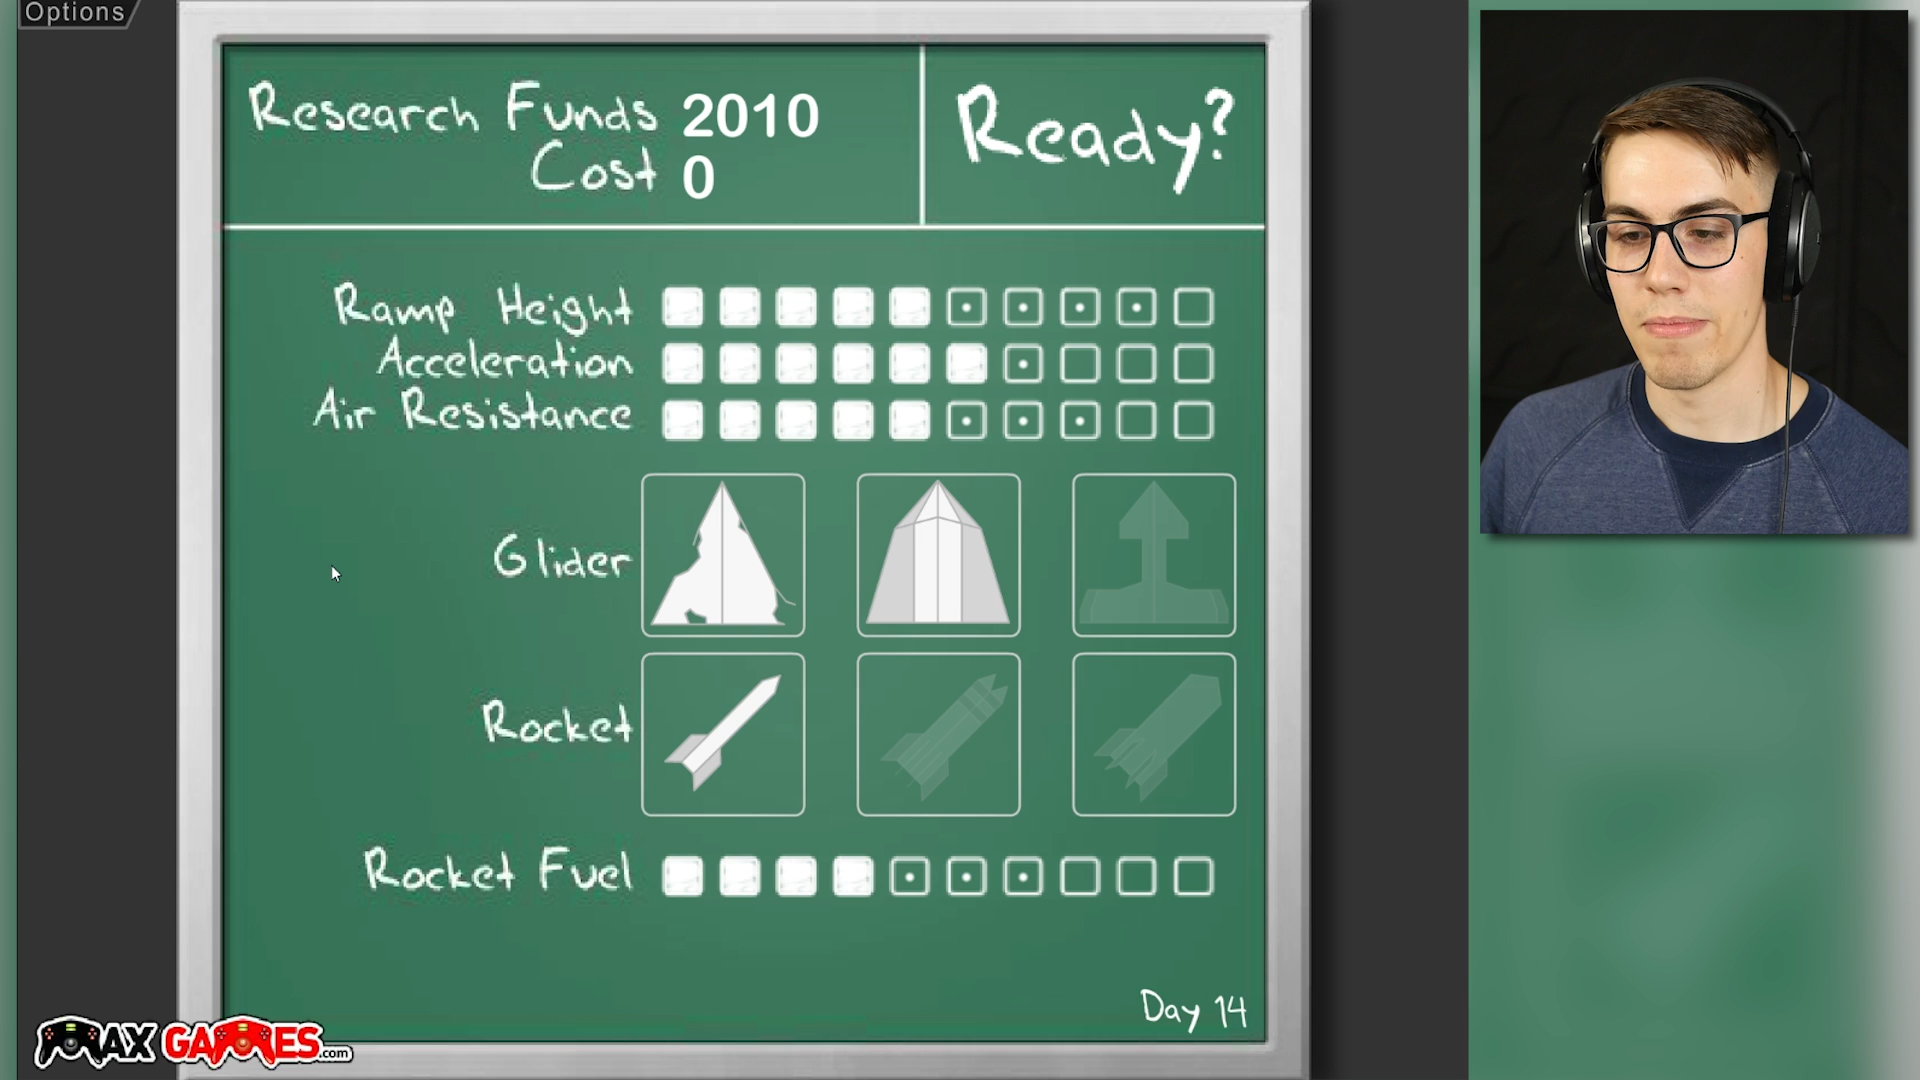 Options
Research Funds 2010
Cost 0
Ready?
Ramp Height
Acceleration
Air Resistance
Glider
Rocket
Rocket Fuel
Day 14
MAX GAMES.com